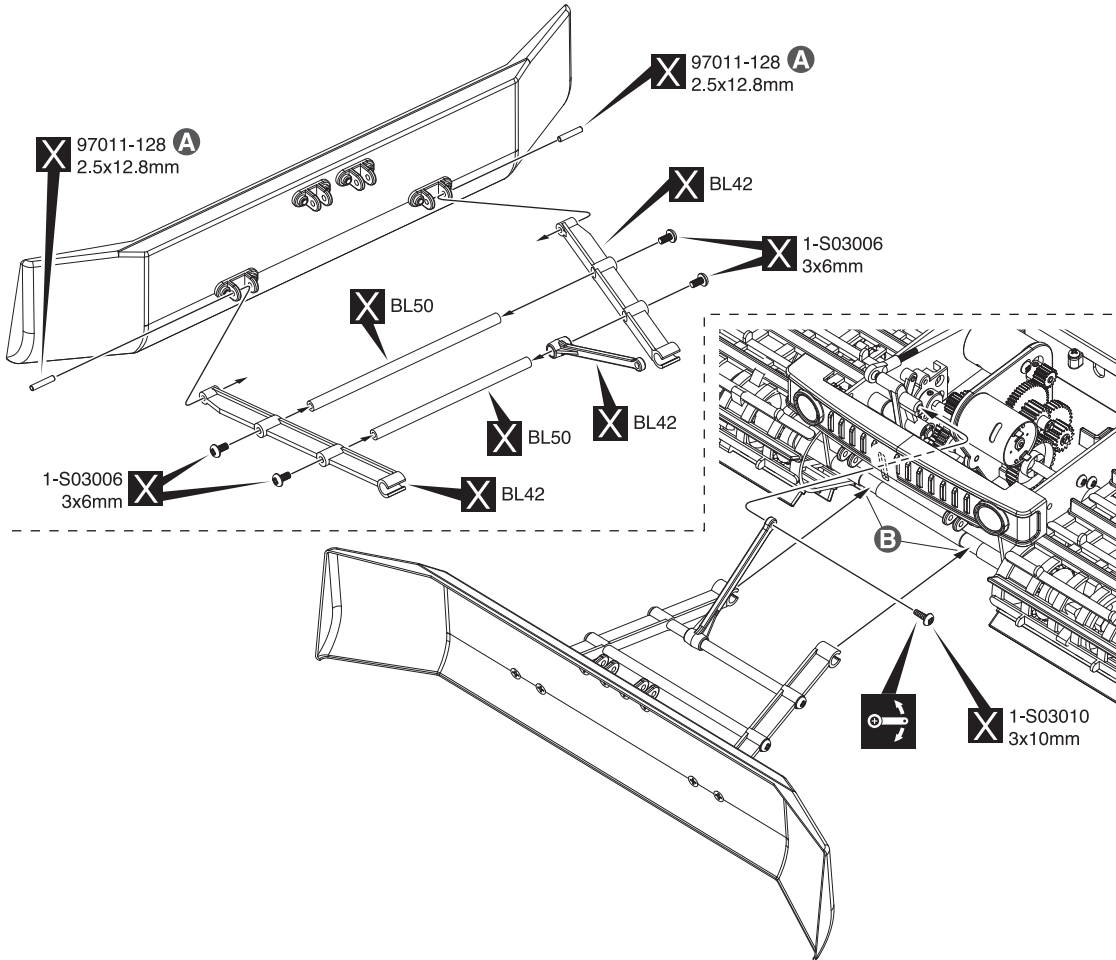 X 97011-128 A
2.5x12.8mm
X 97011-128 A
2.5x12.8mm
X BL42
X 1-S03006
3x6mm
X BL50
X BL42
X BL50
1-S03006 X
3x6mm
X BL42
B
X 1-S03010
3x10mm